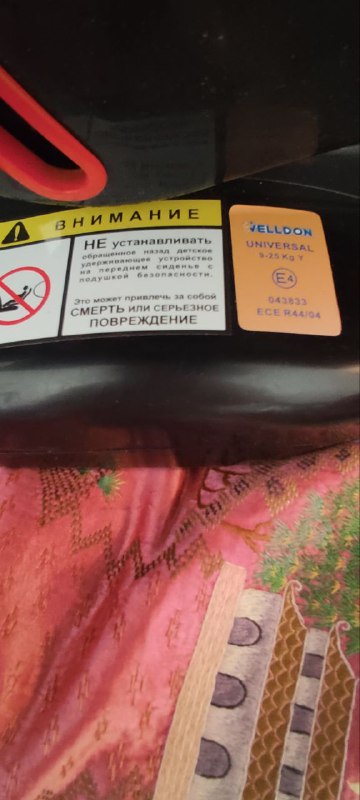 ВНИМАНИЕ
НЕ устанавливать
обращенное назад детское
удерживающее устройство
на переднем сиденье с
подушкой безопасности.
Это может привлечь за собой
СМЕРТЬ ИЛИ СЕРЬЕЗНОЕ
ПОВРЕЖДЕНИЕ
WELLDON
UNIVERSAL
9-25 Kg Y
E4
043833
ECE R44/04